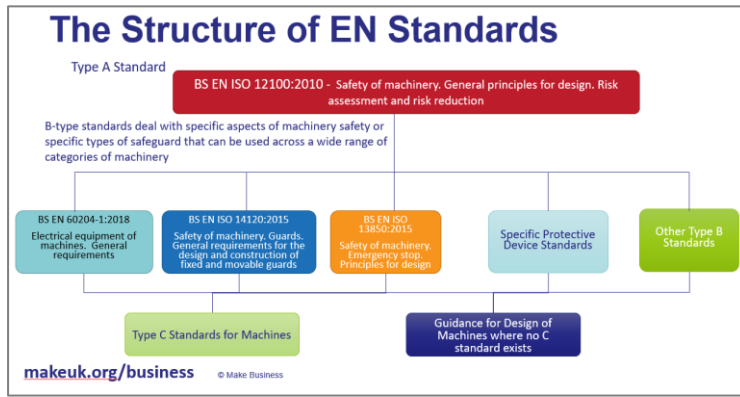 The Structure of EN Standards
Type A Standard
BS EN ISO 12100:2010 - Safety of machinery. General principles for design. Risk
assessment and risk reduction
B-type standards deal with specific aspects of machinery safety or
specific types of safeguard that can be used across a wide range of
categories of machinery
BS EN 60204-1:2018
Electrical equipment of
machines. General
requirements
BS EN ISO 14120:2015
Safety of machinery. Guards.
General requirements for the
design and construction of
fixed and movable guards
BS EN ISO
13850:2015
Safety of machinery.
Emergency stop.
Principles for design
Specific Protective
Device Standards
Other Type B
Standards
Type C Standards for Machines
Guidance for Design of
Machines where no C
standard exists
makeuk.org/business
© Make Business